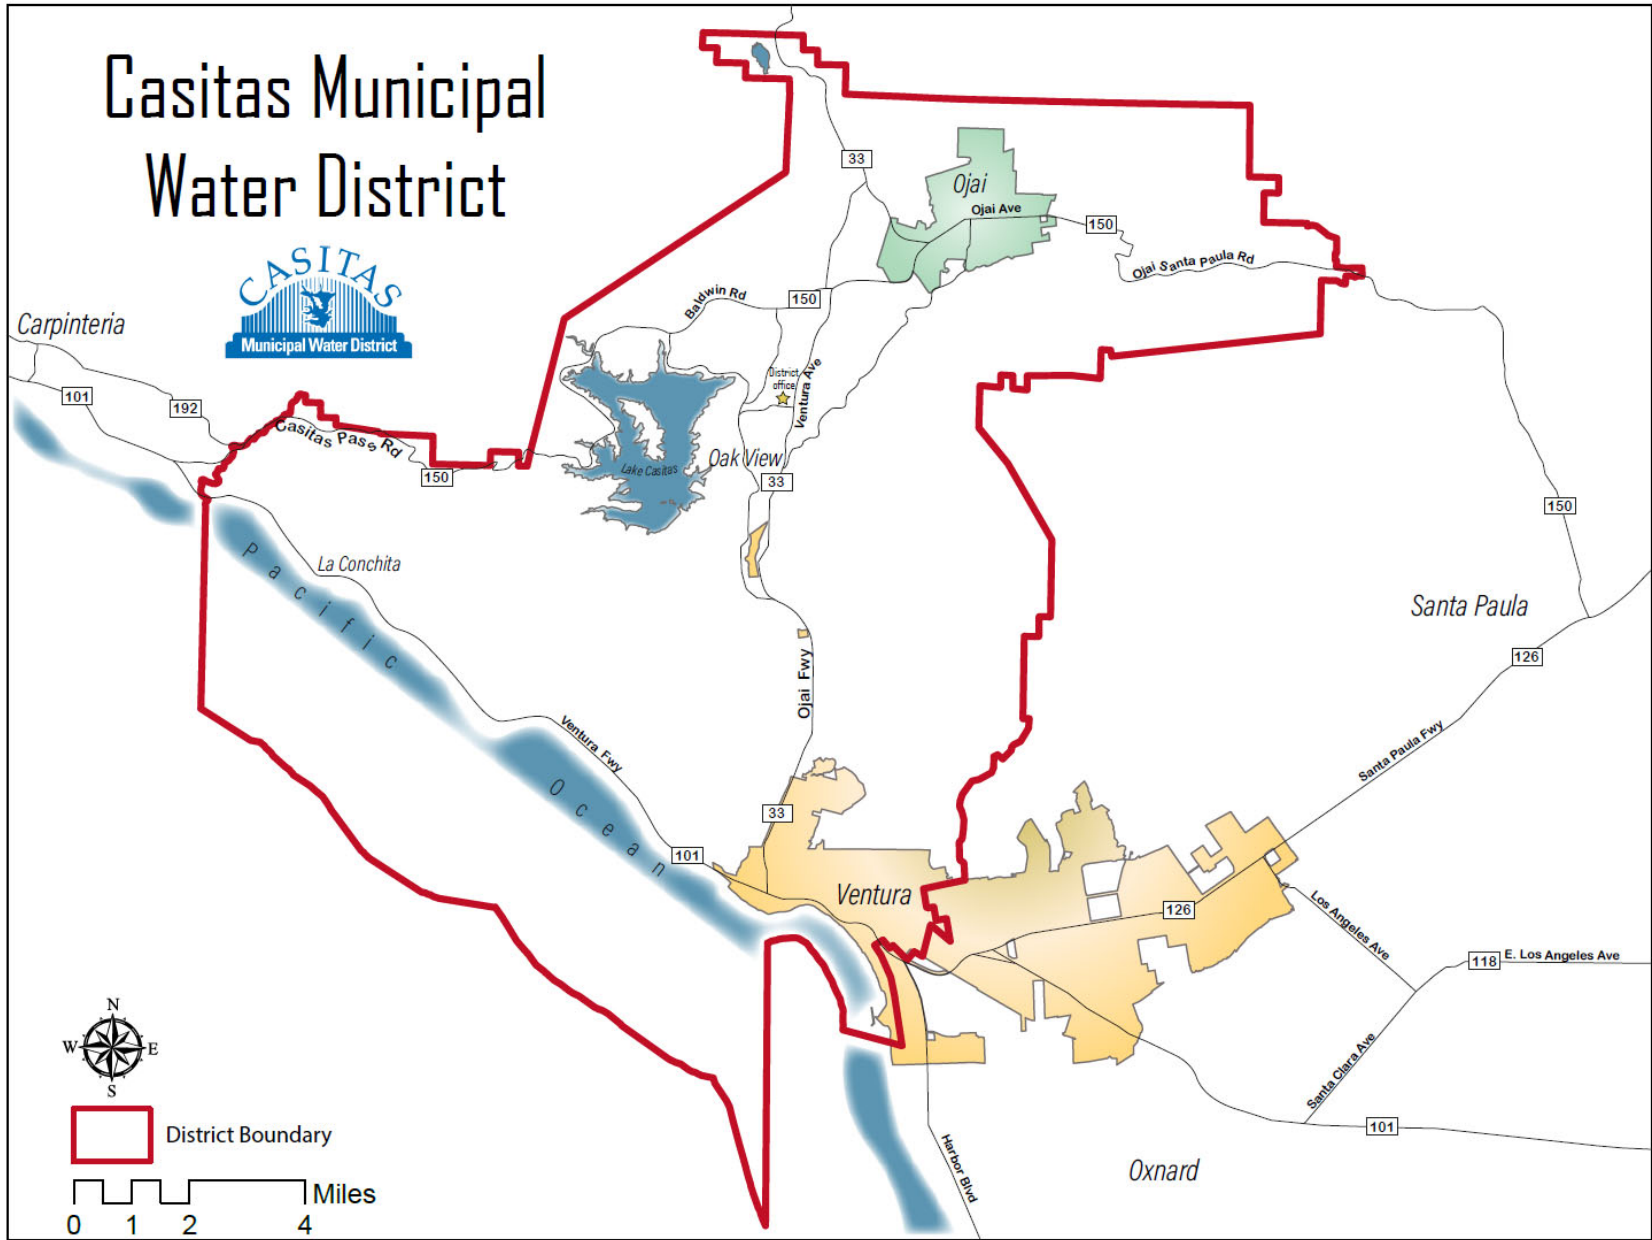 Casitas Municipal
Water District
CASITAS
Municipal Water District
33
Ojai
Ojai Ave
150
Ojai Santa Paula Rd
Baldwin Rd
150
Carpinteria
101
192
Casitas Pass Rd
150
District
office
Ventura Ave
Lake Casitas
Oak View
33
150
La Conchita
Pacific
Ocean
Santa Paula
126
Ojai Fwy
Ventura Fwy
Santa Paula Fwy
33
101
Ventura
126
Los Angeles Ave
118
E. Los Angeles Ave
Santa Clara Ave
101
Harbor Blvd
Oxnard
N
W
E
S
District Boundary
Miles
0 1 2 4